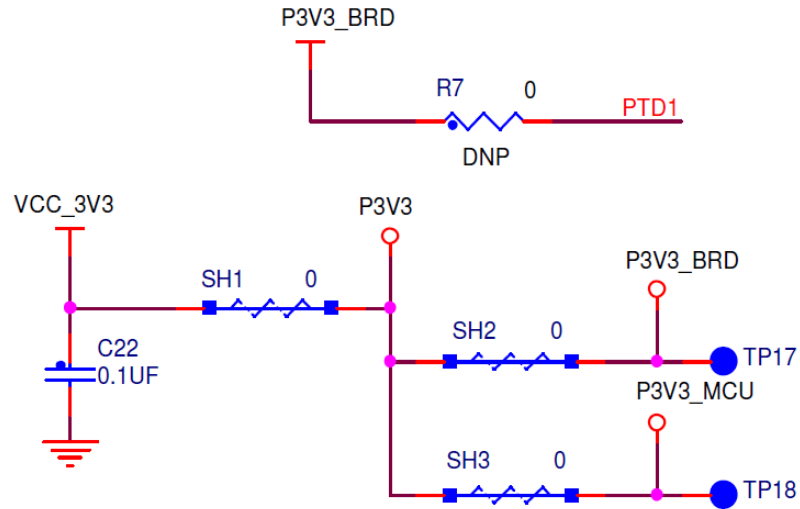 P3V3_BRD
R7 0
PTD1
DNP
VCC_3V3
P3V3
SH1 0
P3V3_BRD
SH2 0
TP17
C22
0.1UF
P3V3_MCU
SH3 0
TP18